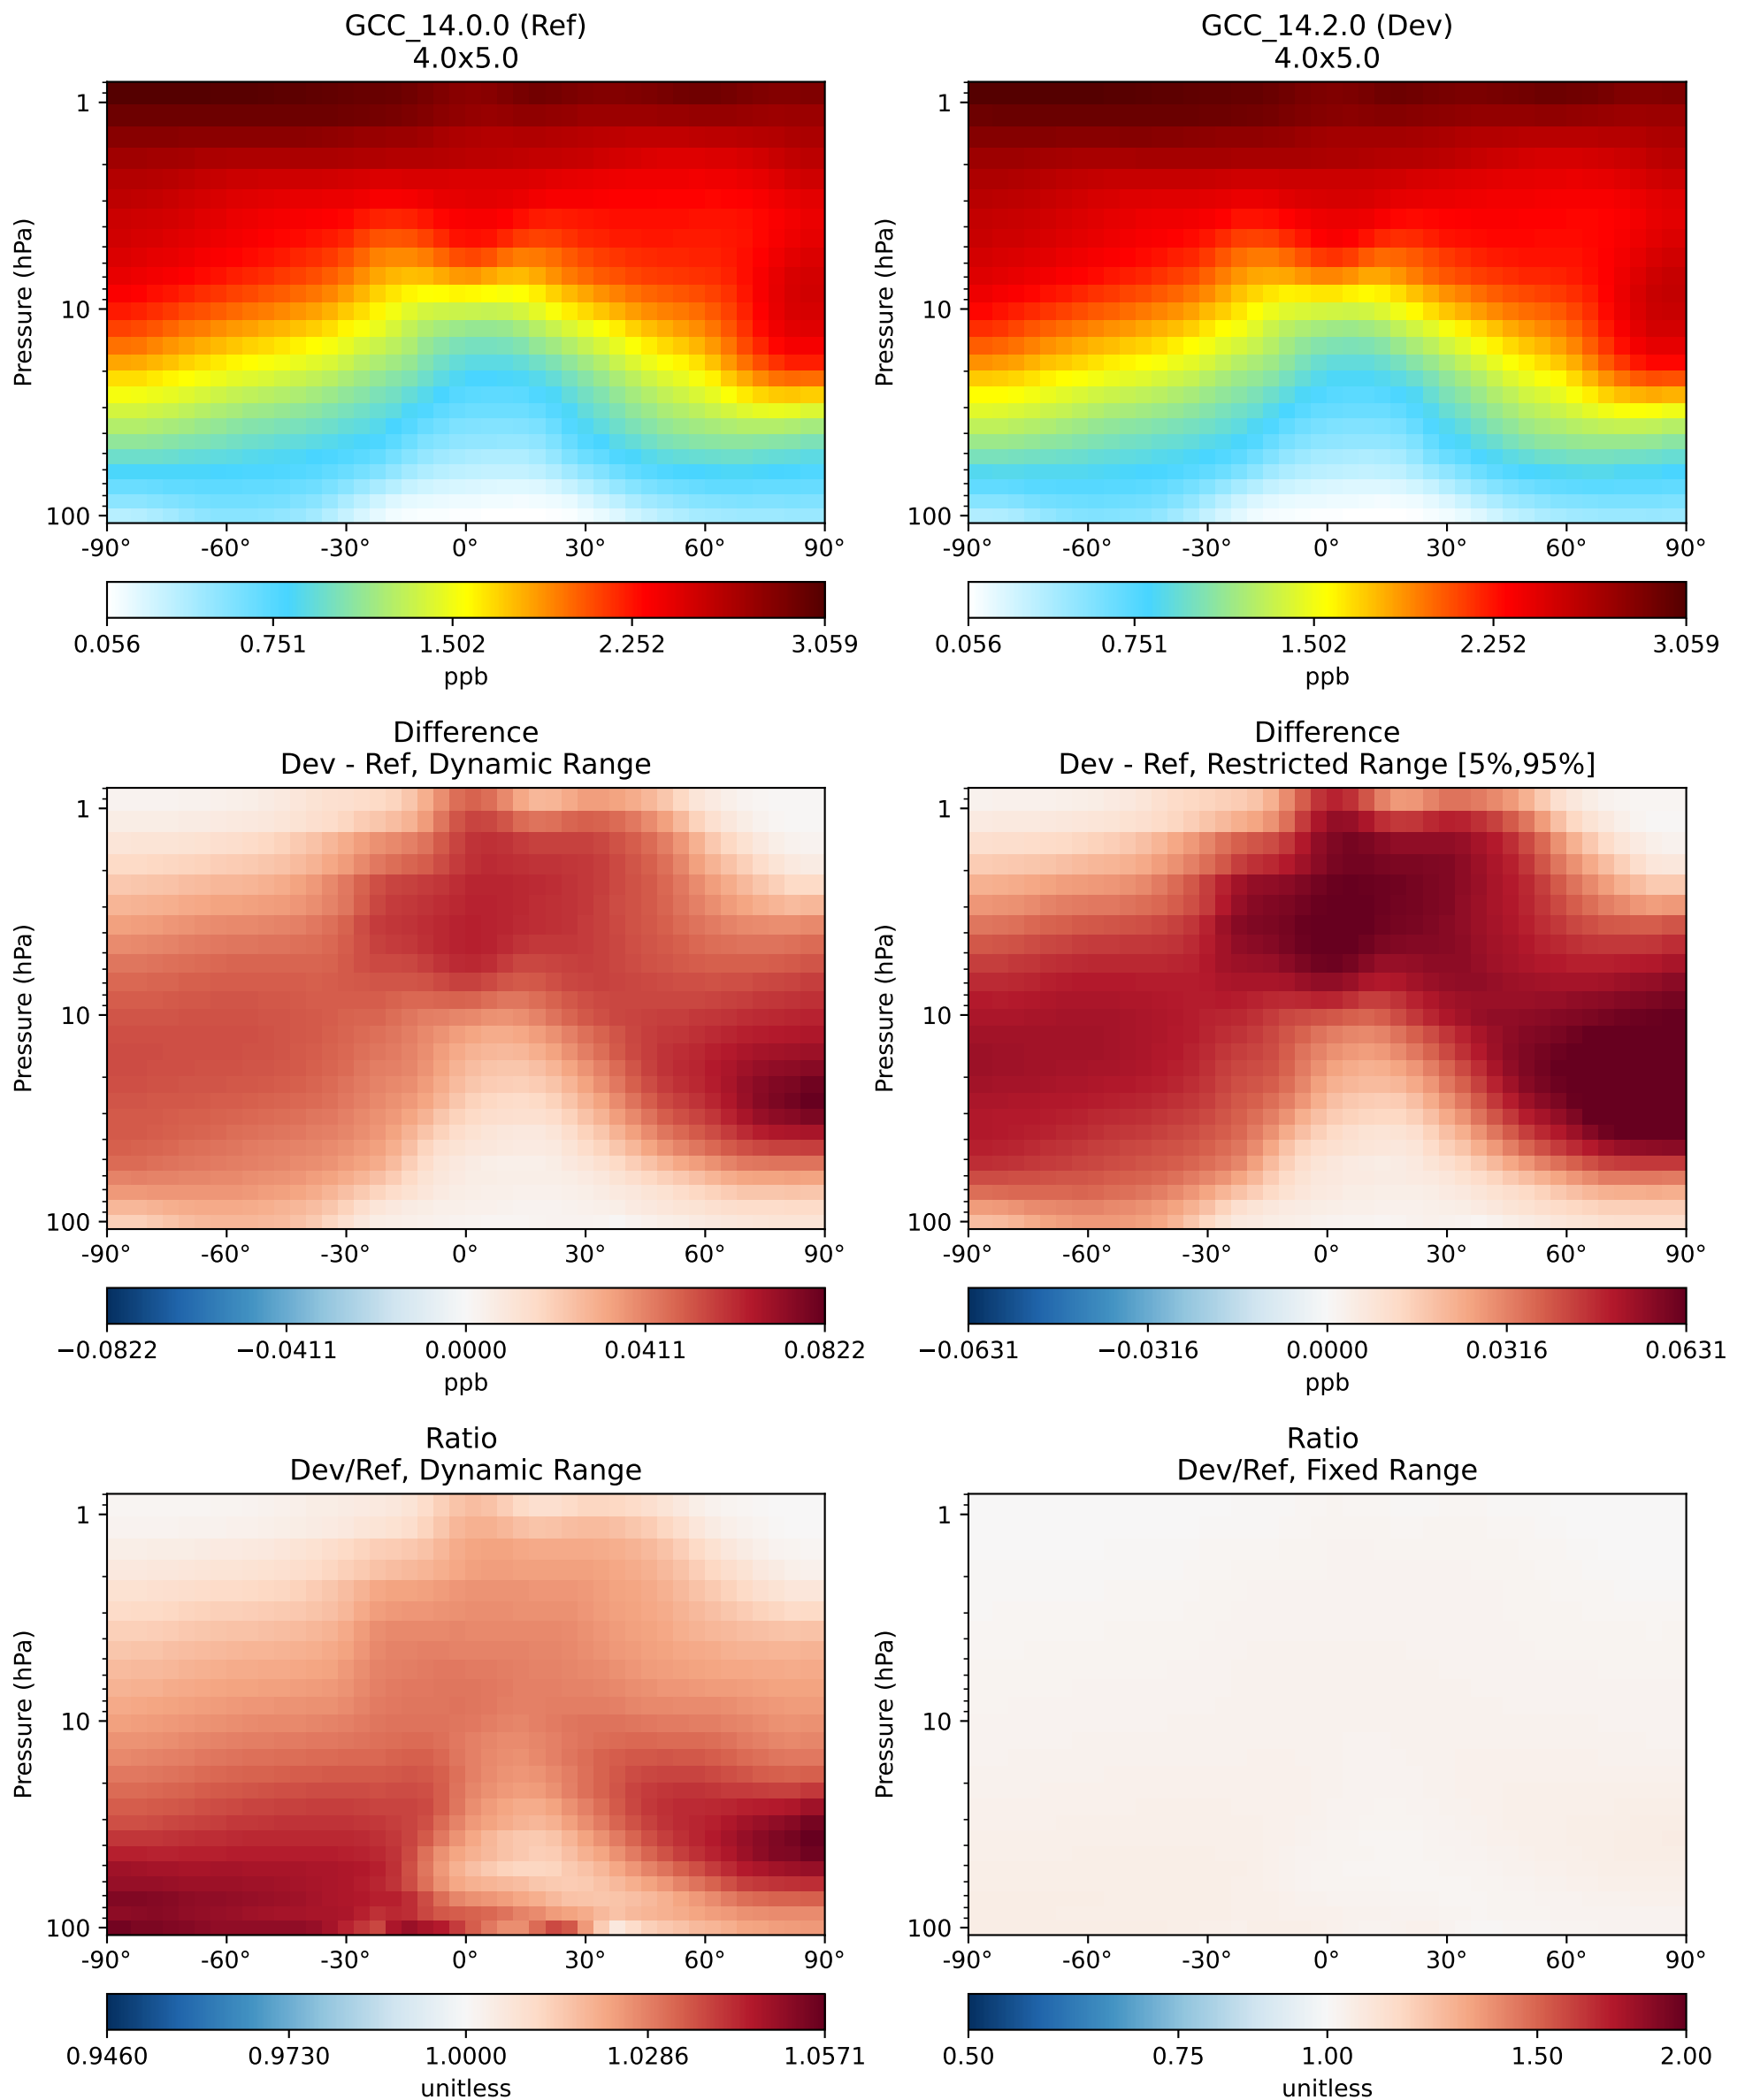 GCC_14.0.0 (Ref)
4.0x5.0
Pressure (hPa)
1
10
100
-90° -60° -30° 0° 30° 60° 90°
0.056 0.751 1.502 2.252 3.059
ppb
GCC_14.2.0 (Dev)
4.0x5.0
Pressure (hPa)
1
10
100
-90° -60° -30° 0° 30° 60° 90°
0.056 0.751 1.502 2.252 3.059
ppb
Difference
Dev - Ref, Dynamic Range
Pressure (hPa)
1
10
100
-90° -60° -30° 0° 30° 60° 90°
−0.0822 −0.0411 0.0000 0.0411 0.0822
ppb
Difference
Dev - Ref, Restricted Range [5%,95%]
Pressure (hPa)
1
10
100
-90° -60° -30° 0° 30° 60° 90°
−0.0631 −0.0316 0.0000 0.0316 0.0631
ppb
Ratio
Dev/Ref, Dynamic Range
Pressure (hPa)
1
10
100
-90° -60° -30° 0° 30° 60° 90°
0.9460 0.9730 1.0000 1.0286 1.0571
unitless
Ratio
Dev/Ref, Fixed Range
Pressure (hPa)
1
10
100
-90° -60° -30° 0° 30° 60° 90°
0.50 0.75 1.00 1.50 2.00
unitless